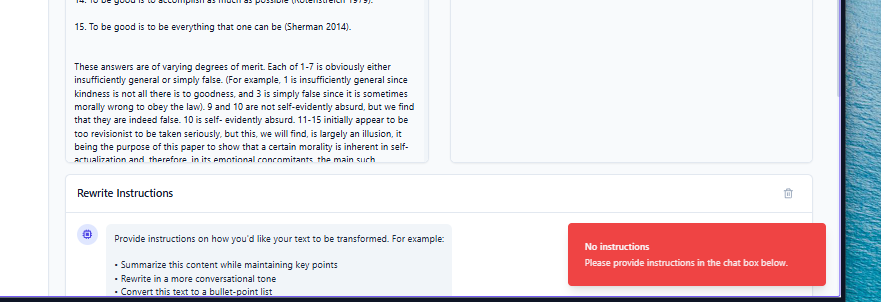 14. To be good is to accomplish as much as possible (Rotenstreich 1979).
15. To be good is to be everything that one can be (Sherman 2014).
These answers are of varying degrees of merit. Each of 1-7 is obviously either
insufficiently general or simply false. (For example, 1 is insufficiently general since
kindness is not all there is to goodness, and 3 is simply false since it is sometimes
morally wrong to obey the law). 9 and 10 are not self-evidently absurd, but we find
that they are indeed false. 10 is self- evidently absurd. 11-15 initially appear to be
too revisionist to be taken seriously, but this, we will find, is largely an illusion, it
being the purpose of this paper to show that a certain morality is inherent in self-
actualization and, therefore, in its emotional concomitants, the main such
Rewrite Instructions
Provide instructions on how you'd like your text to be transformed. For example:
• Summarize this content while maintaining key points
• Rewrite in a more conversational tone
• Convert this text to a bullet-point list
No instructions
Please provide instructions in the chat box below.